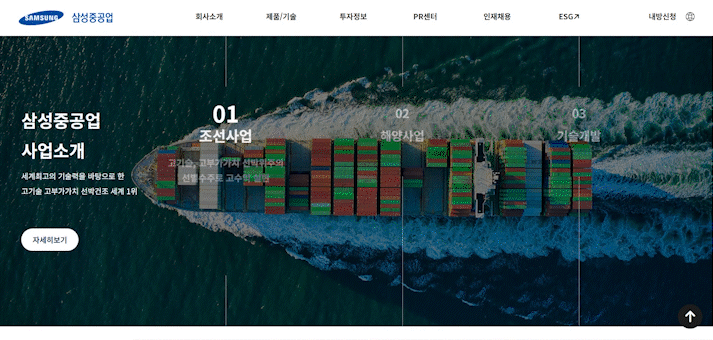 SAMSUNG 삼성중공업
회사소개 제품/기술 투자정보 PR센터 인재채용 ESG↗ 내방신청
삼성중공업
사업소개
세계최고의 기술력을 바탕으로 한
고기술 고부가가치 선박건조 세계 1위
자세히보기
01
조선사업
고기술, 고부가가치 선박위주의
선별수주로 고수익 실현
02
해양사업
03
기술개발